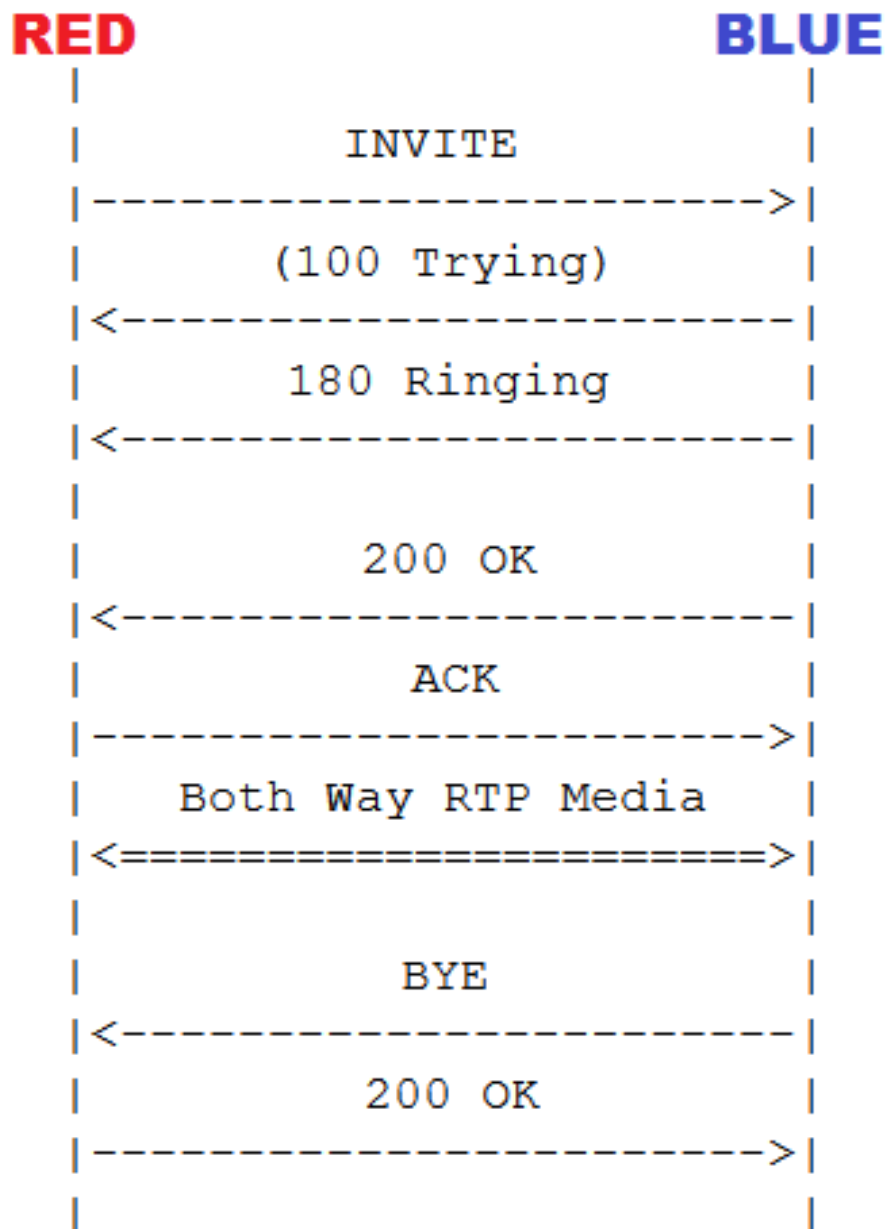 RED BLUE
INVITE
(100 Trying)
180 Ringing
200 OK
ACK
Both Way RTP Media
BYE
200 OK